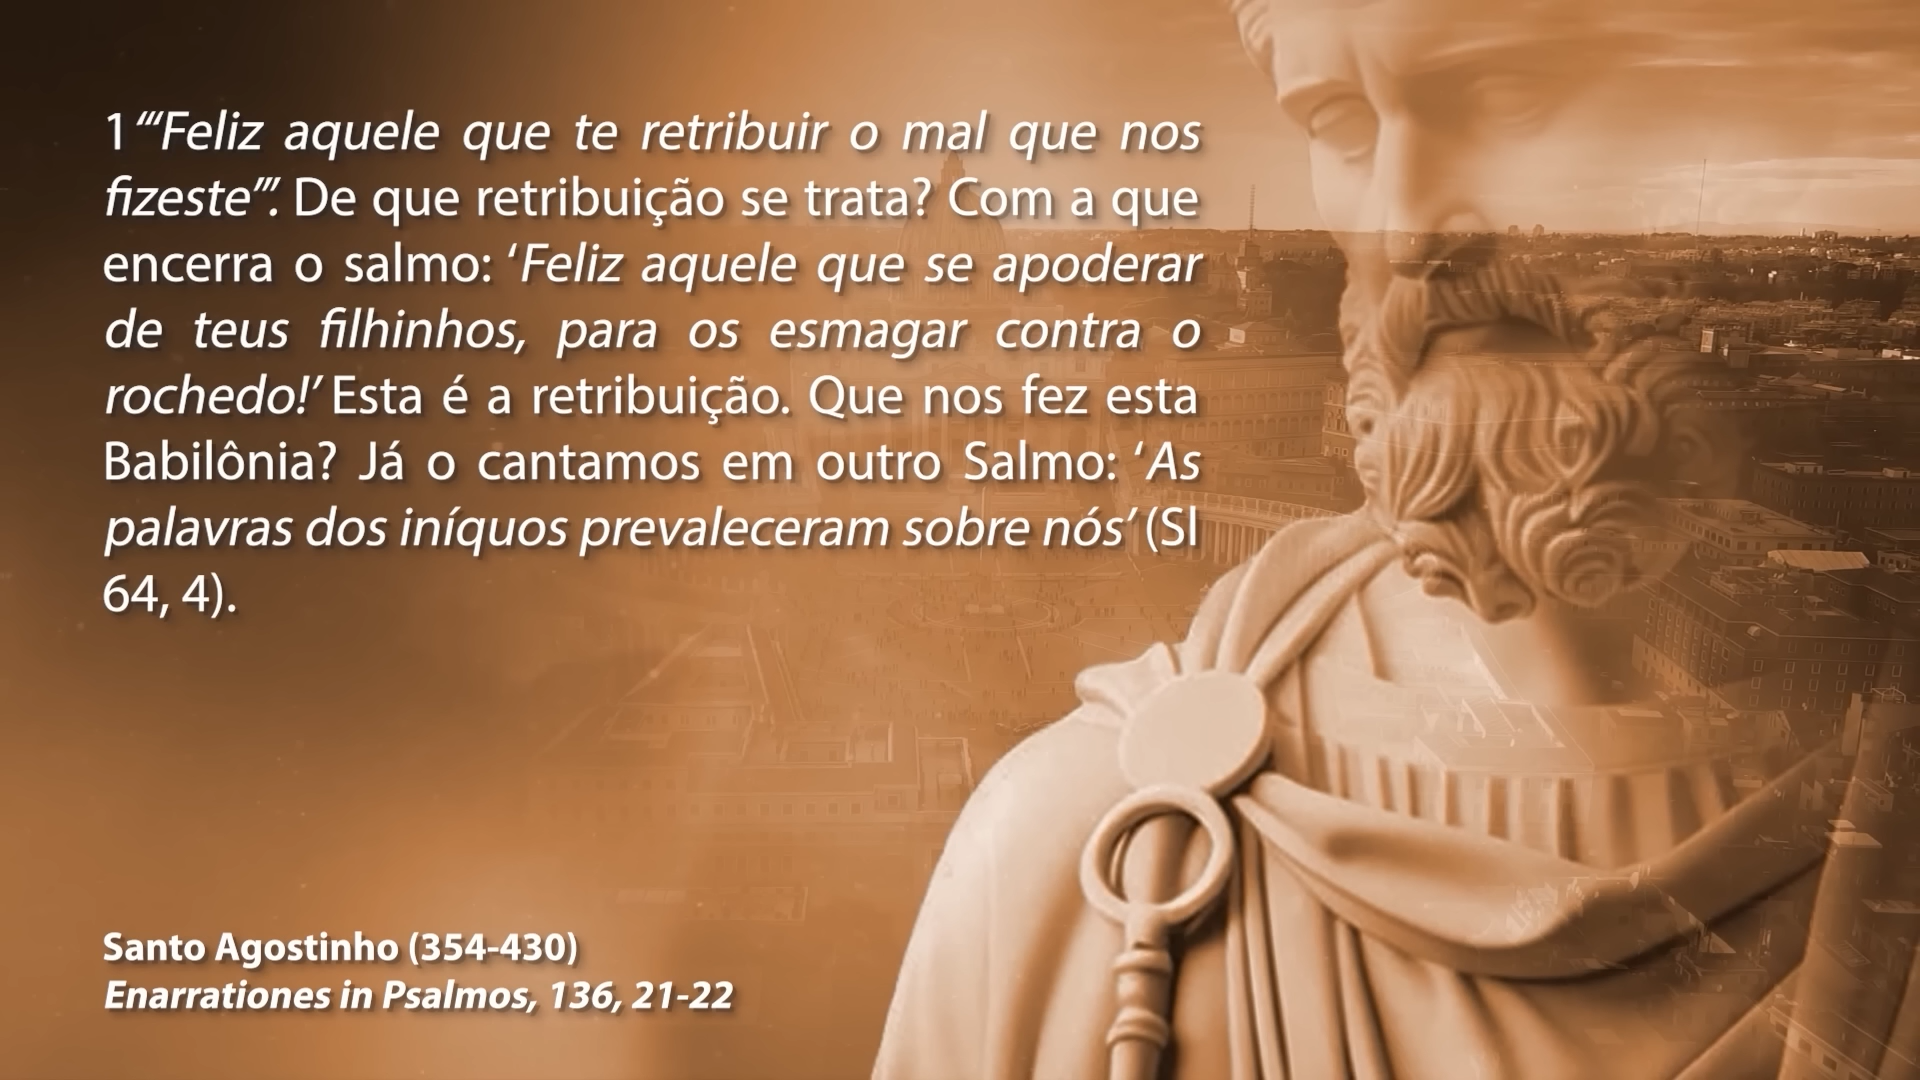 1“‘Feliz aquele que te retribuir o mal que nos
fizeste’”. De que retribuição se trata? Com a que
encerra o salmo: ‘Feliz aquele que se apoderar
de teus filhinhos, para os esmagar contra o
rochedo!’ Esta é a retribuição. Que nos fez esta
Babilônia? Já o cantamos em outro Salmo: ‘As
palavras dos iníquos prevaleceram sobre nós’ (Sl
64, 4).
Santo Agostinho (354-430)
Enarrationes in Psalmos, 136, 21-22